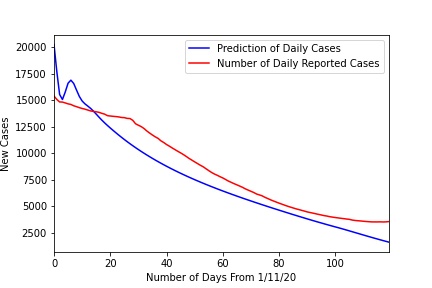 Prediction of Daily Cases
Number of Daily Reported Cases
20000
17500
15000
12500
10000
7500
5000
2500
New Cases
0 20 40 60 80 100
Number of Days From 1/11/20